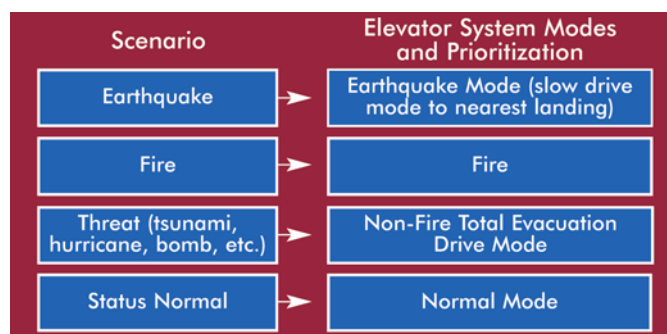 Scenario
Elevator System Modes
and Prioritization
Earthquake
Earthquake Mode (slow drive
mode to nearest landing)
Fire
Fire
Threat (tsunami,
hurricane, bomb, etc.)
Non-Fire Total Evacuation
Drive Mode
Status Normal
Normal Mode